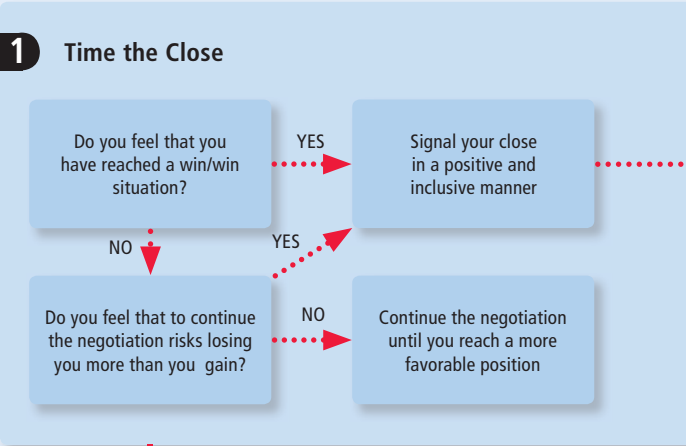 1
Time the Close
Do you feel that you
have reached a win/win
situation?
YES
Signal your close
in a positive and
inclusive manner
NO
YES
Do you feel that to continue
the negotiation risks losing
you more than you gain?
NO
Continue the negotiation
until you reach a more
favorable position